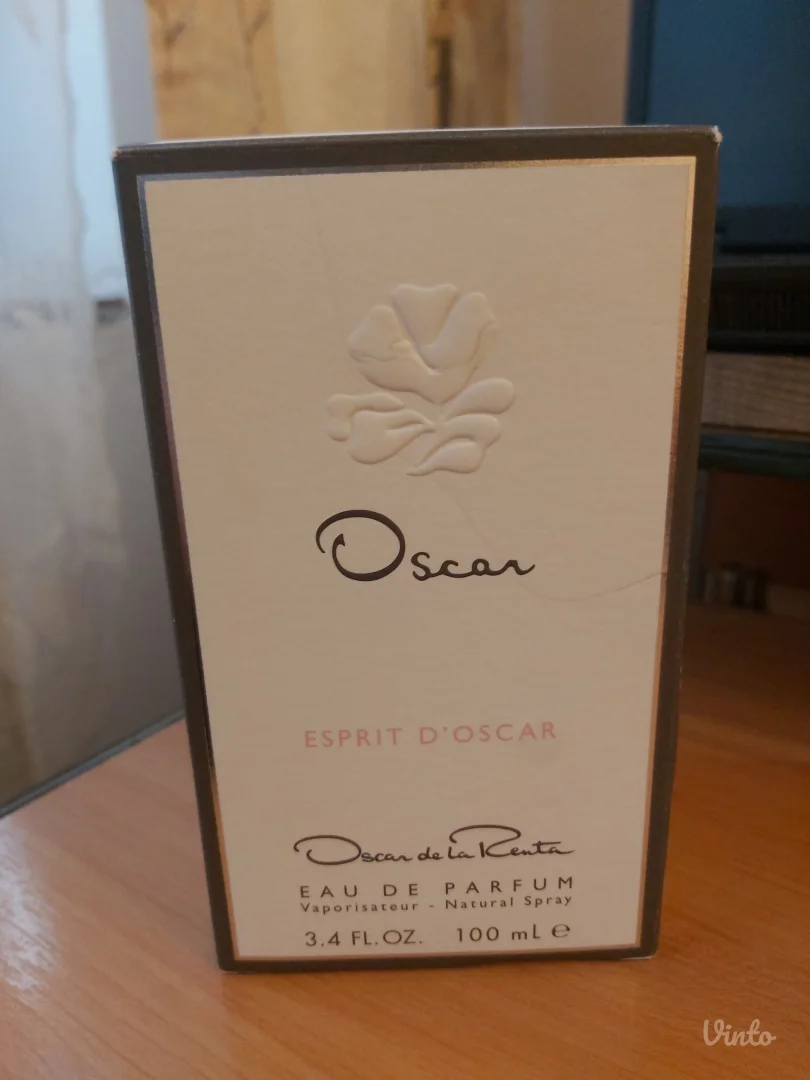 Oscar
ESPRIT D'OSCAR
Oscar de la Renta
EAU DE PARFUM
Vaporisateur - Natural Spray
3.4 FL.OZ. 100 mL ℮
Vinto